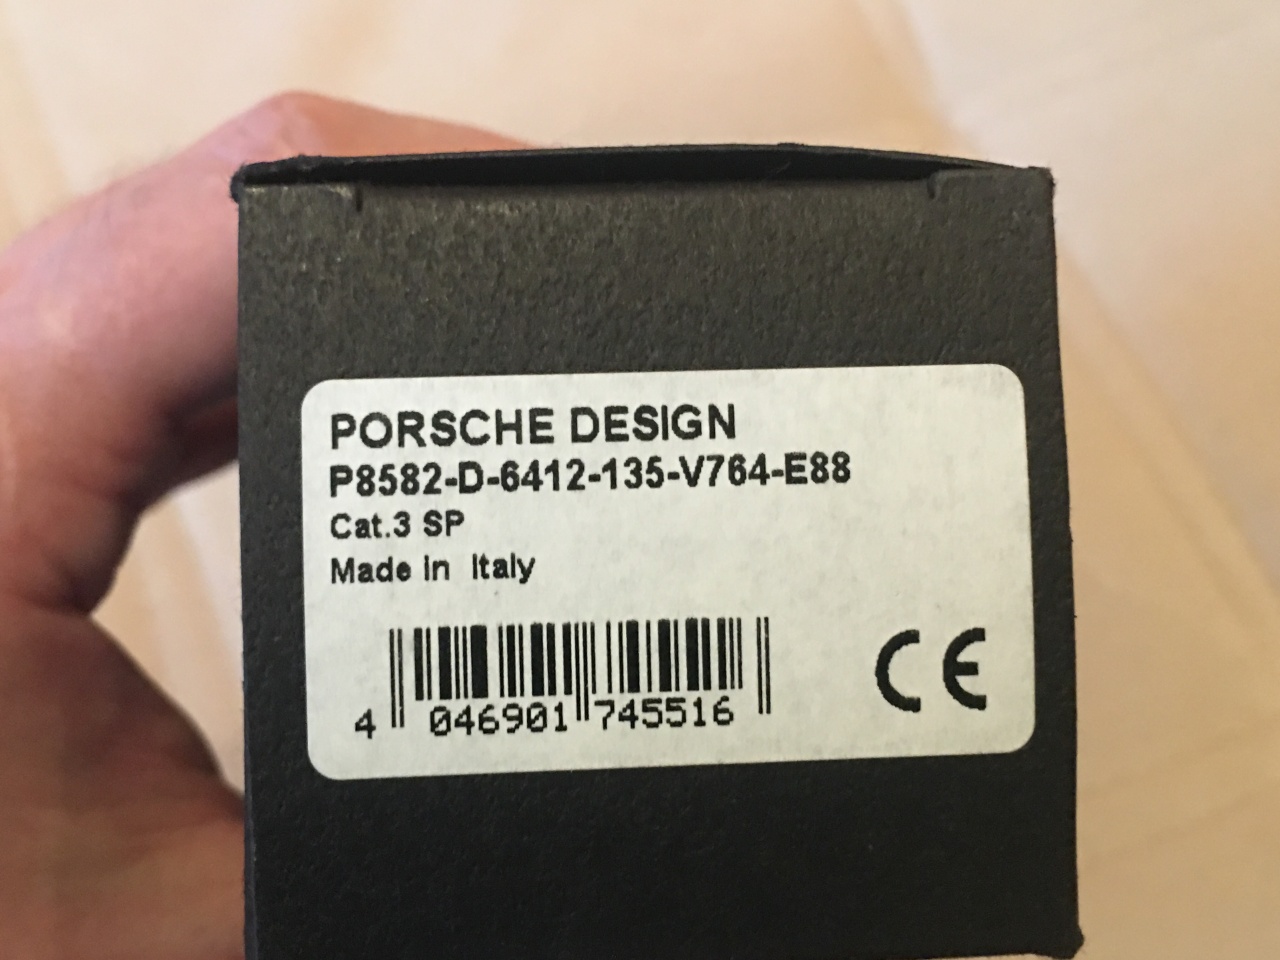 PORSCHE DESIGN
P8582-D-6412-135-V764-E88
Cat.3 SP
Made in Italy
4 046901 745516
CE